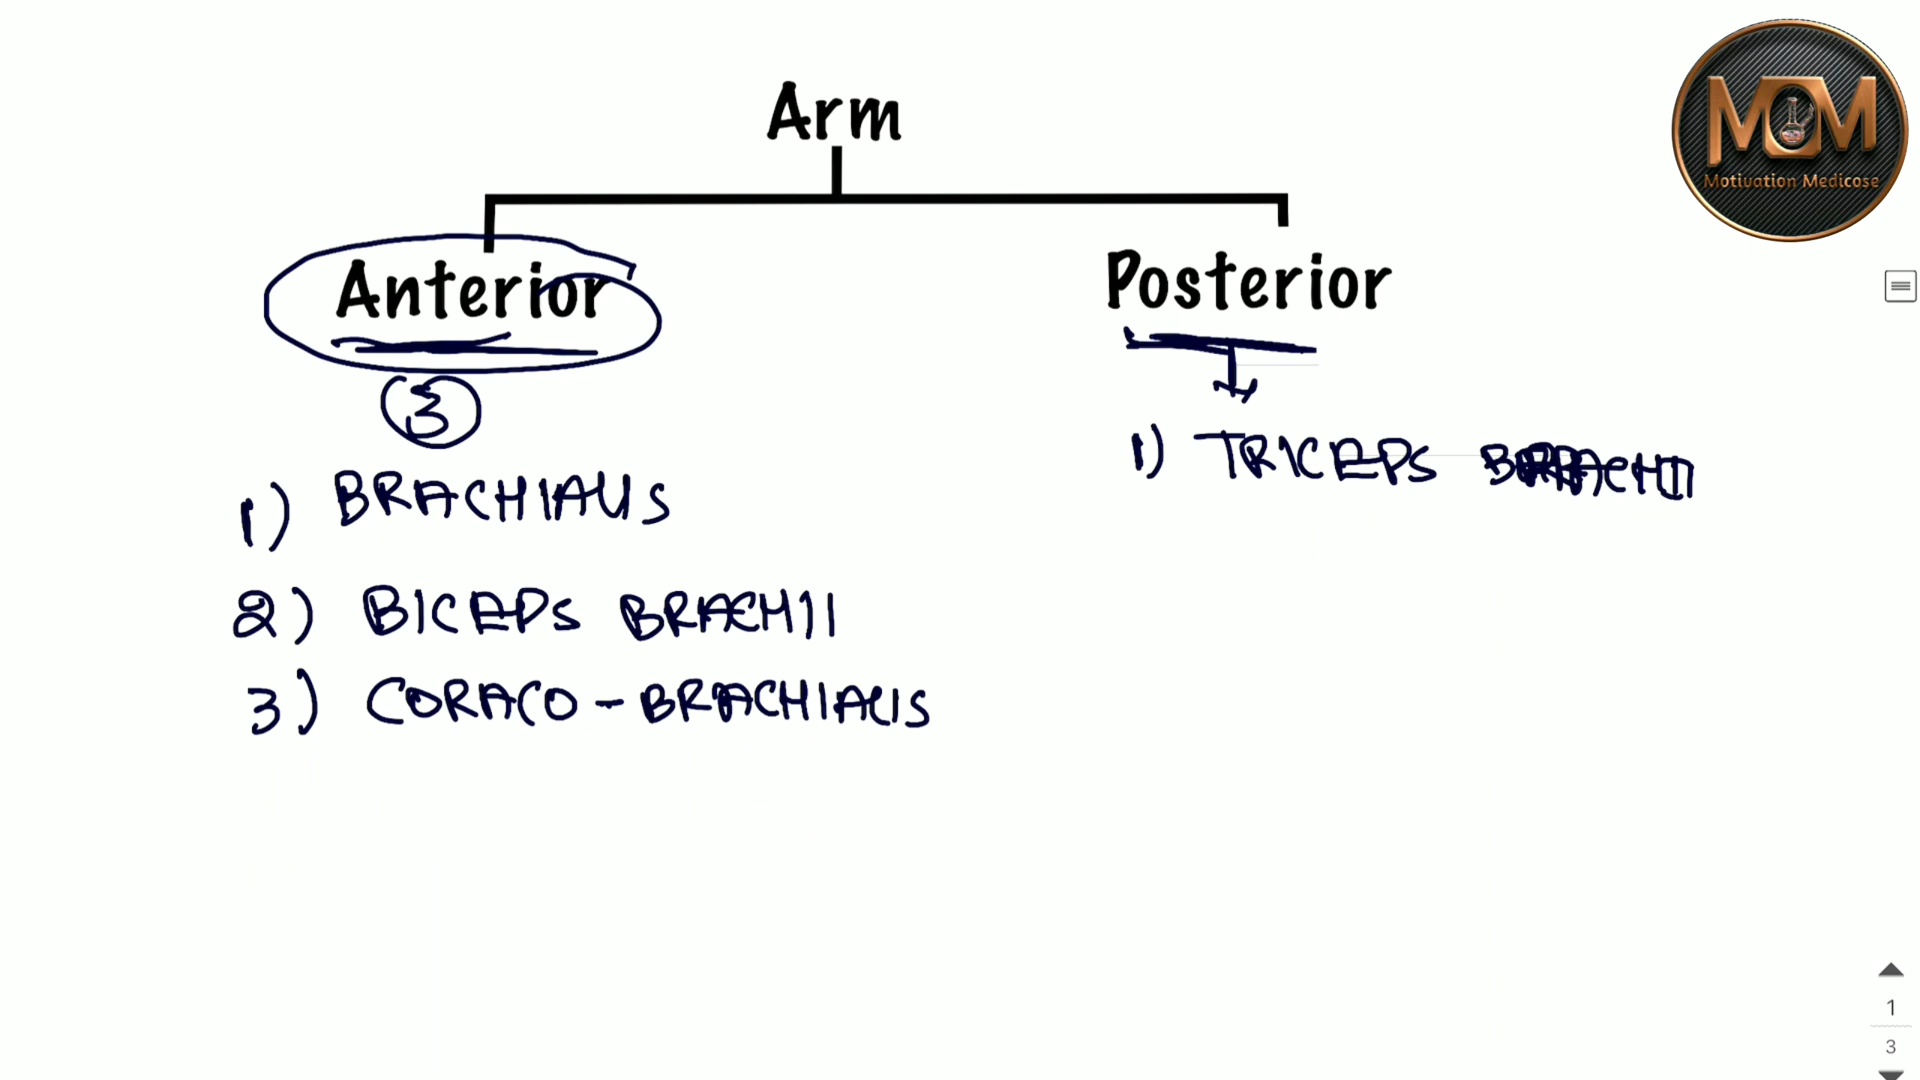 Arm
MOM
Motivation Medicose
Anterior
Posterior
3
1) TRICEPS BRACHII
1) BRACHIALIS
2) BICEPS BRACHII
3) CORACO-BRACHIALIS
1
3